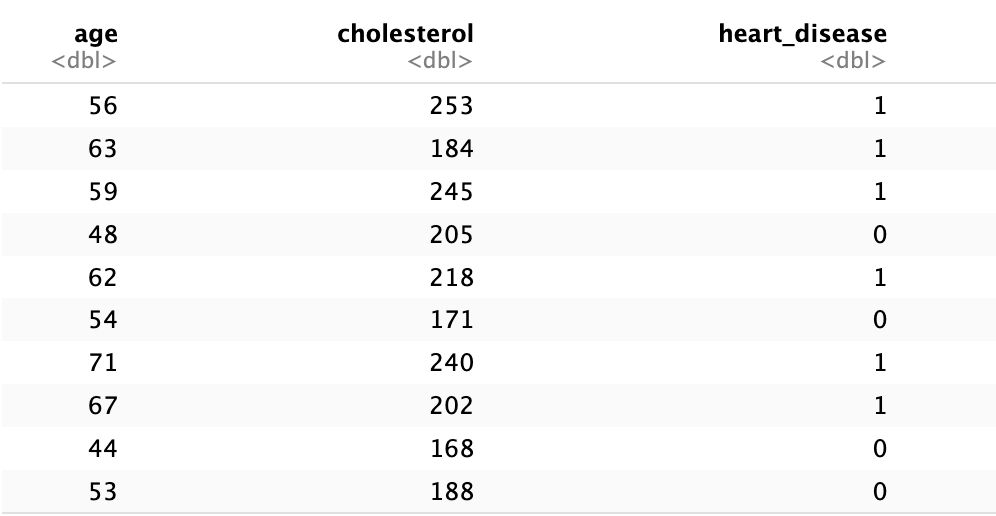 age cholesterol heart_disease
<dbl> <dbl> <dbl>
56 253 1
63 184 1
59 245 1
48 205 0
62 218 1
54 171 0
71 240 1
67 202 1
44 168 0
53 188 0